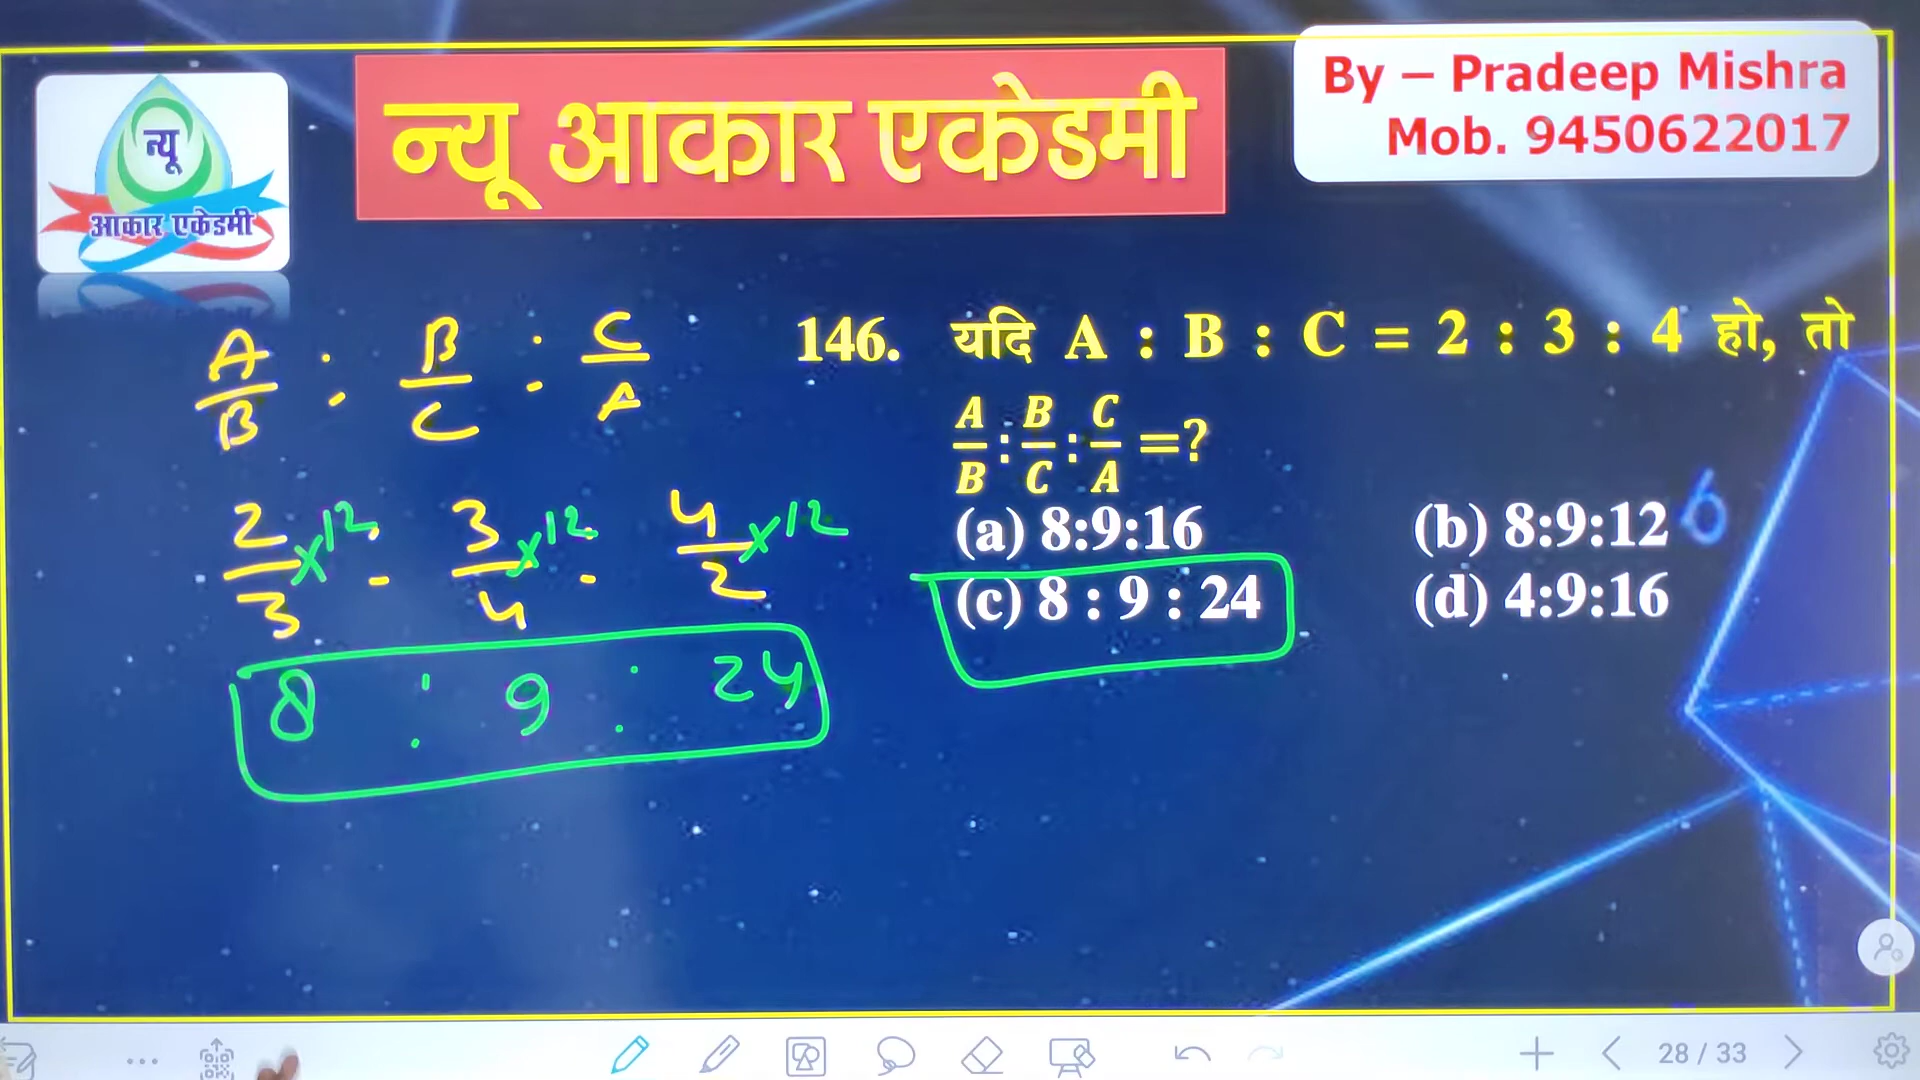 न्यू
आकार एकेडमी
न्यू आकार एकेडमी
By – Pradeep Mishra
Mob. 9450622017
146. यदि A : B : C = 2 : 3 : 4 हो, तो
A/B : B/C : C/A =?
(a) 8:9:16
(b) 8:9:12
(c) 8 : 9 : 24
(d) 4:9:16
6
A/B : B/C : C/A
2/3 ×12 : 3/4 ×12 : 4/2 ×12
8 : 9 : 24
28 / 33